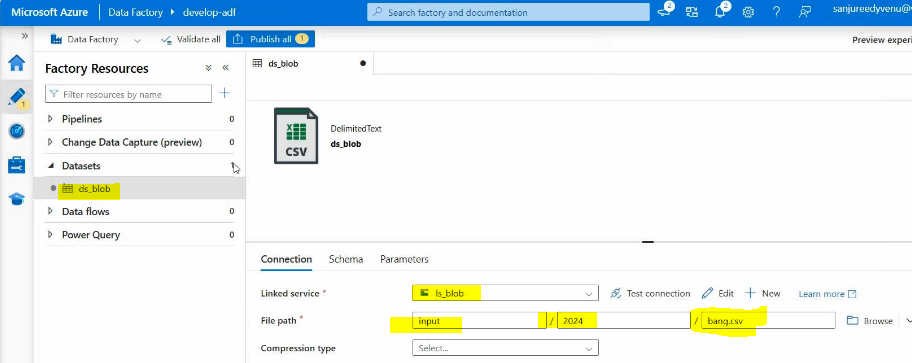 Microsoft Azure | Data Factory > develop-adf
Search factory and documentation
2
2
sanjureedyvenu@
Data Factory
Validate all
Publish all 1
Preview experi
Factory Resources
Filter resources by name
1
Pipelines 0
Change Data Capture (preview) 0
Datasets 1
ds_blob
Data flows 0
Power Query 0
ds_blob
CSV
DelimitedText
ds_blob
Connection Schema Parameters
Linked service * ls_blob Test connection Edit New Learn more
File path * input / 2024 / bang.csv Browse
Compression type Select...